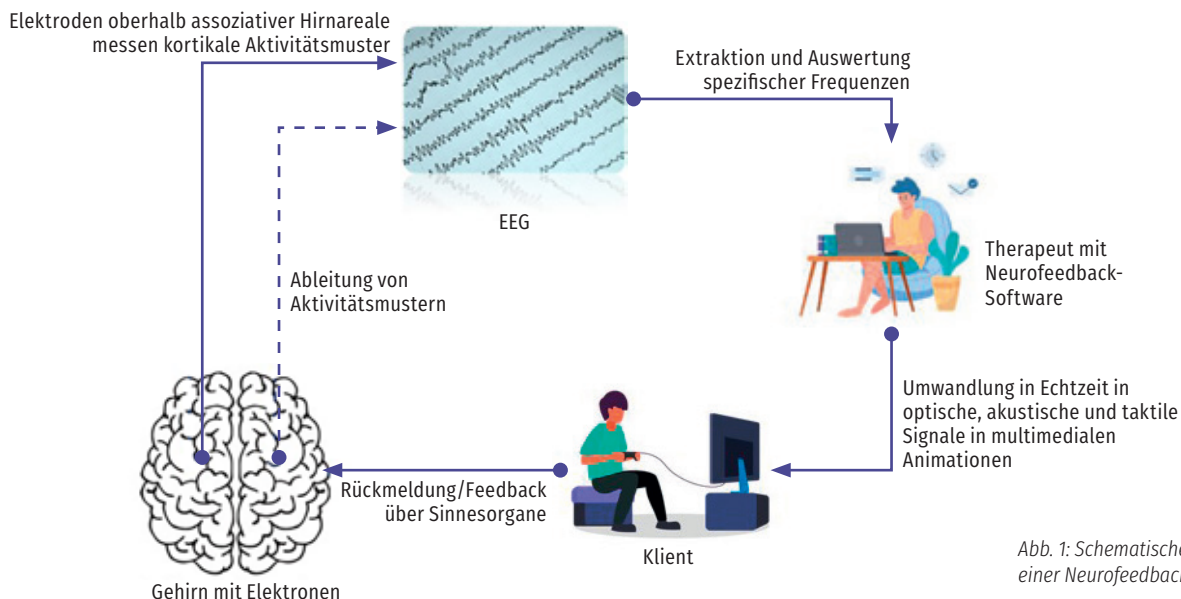 Elektroden oberhalb assoziativer Hirnareale
messen kortikale Aktivitätsmuster
Extraktion und Auswertung
spezifischer Frequenzen
EEG
Ableitung von
Aktivitätsmustern
Therapeut mit
Neurofeedback-
Software
Umwandlung in Echtzeit in
optische, akustische und taktile
Signale in multimedialen
Animationen
Rückmeldung/Feedback
über Sinnesorgane
Klient
Gehirn mit Elektronen
Abb. 1: Schematische
einer Neurofeedback